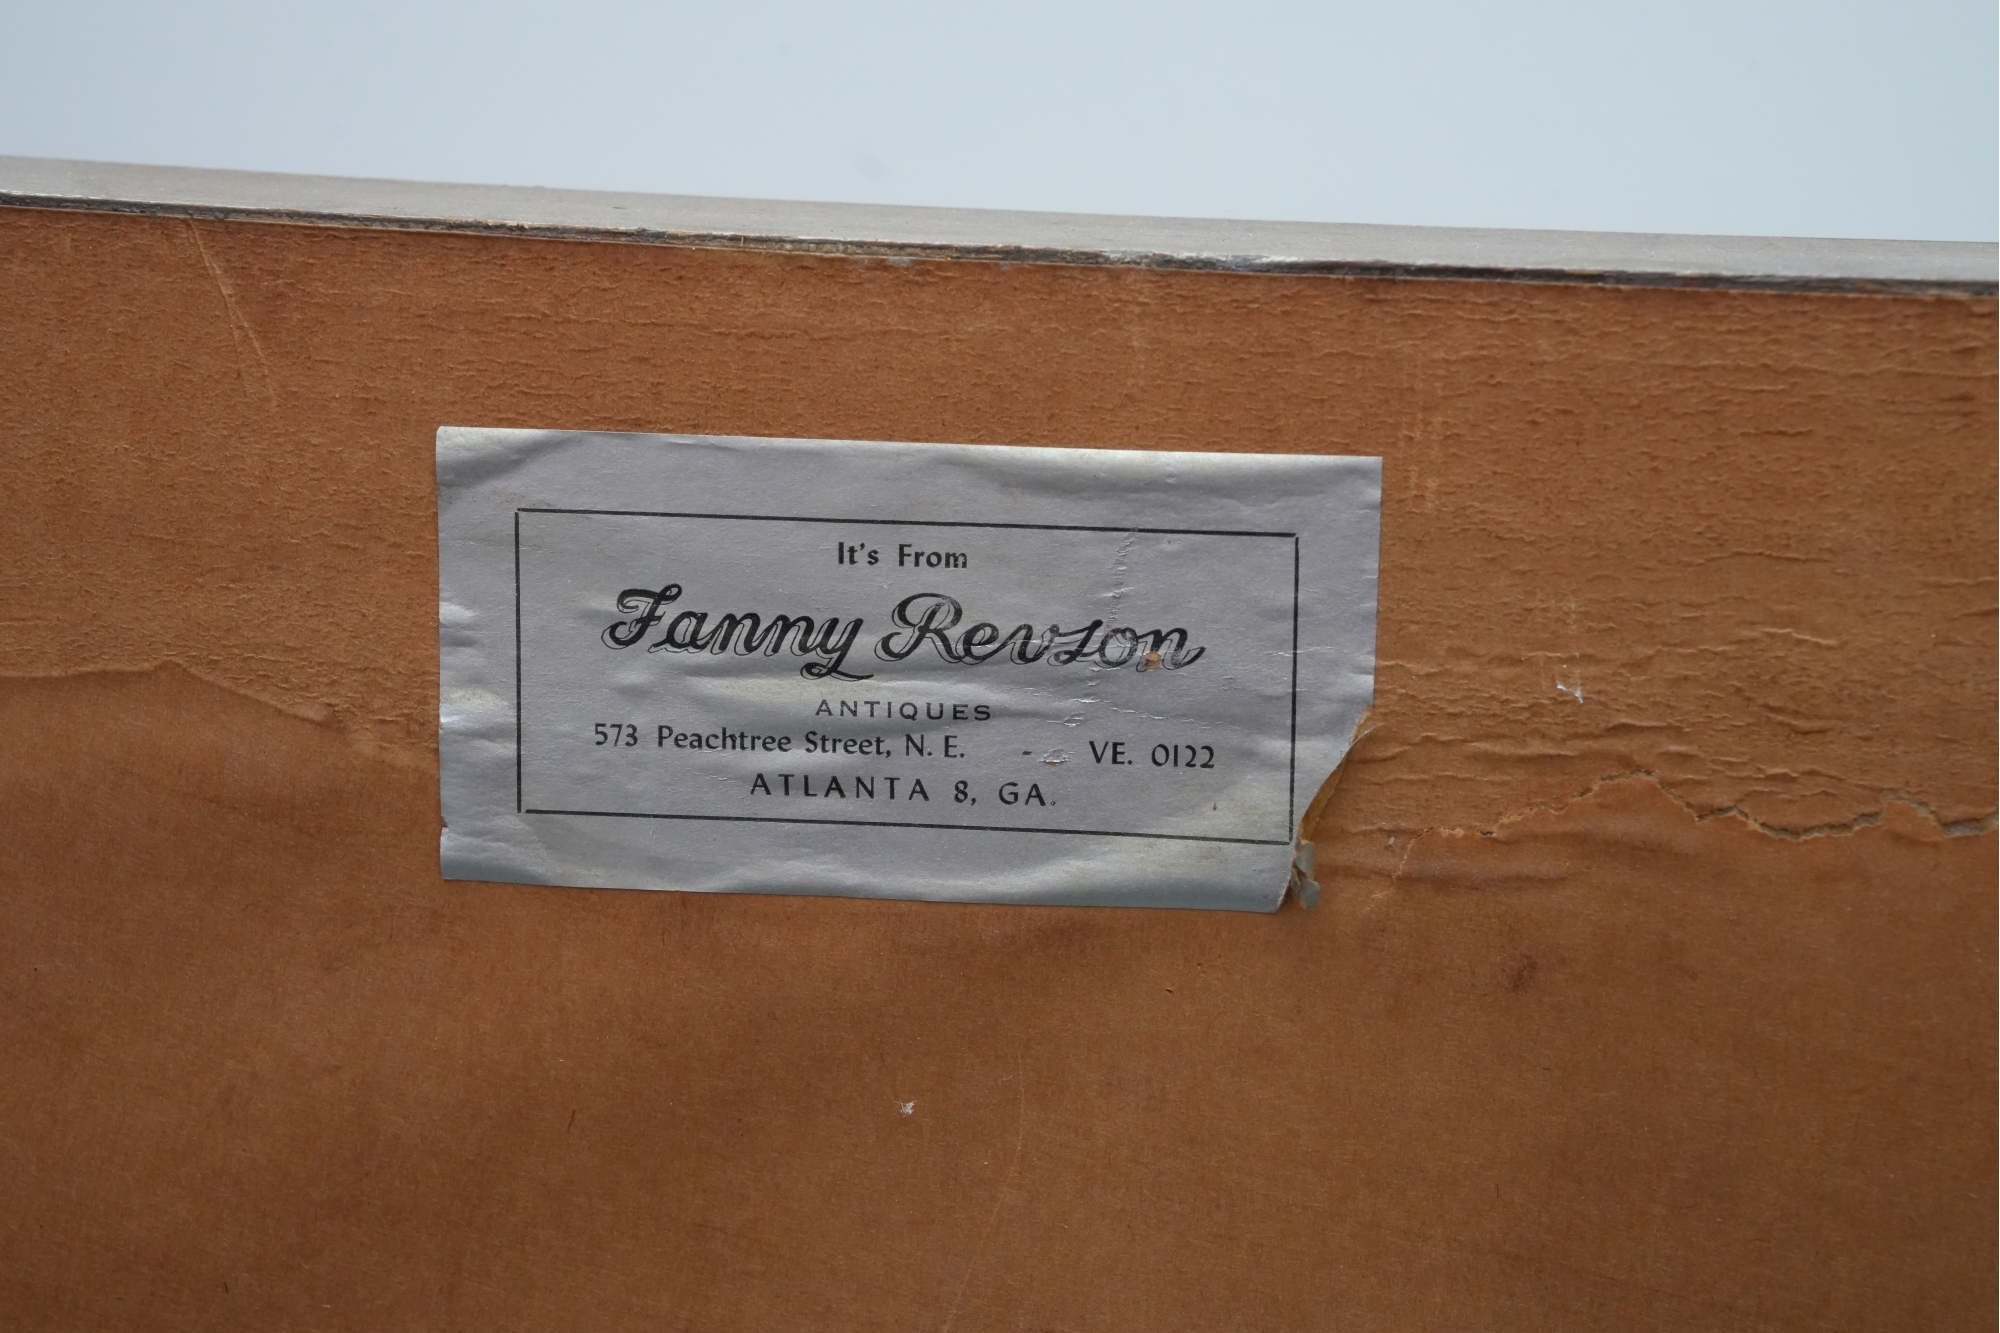 It's From
Fanny Revson
ANTIQUES
573 Peachtree Street, N. E. - VE. 0122
ATLANTA 8, GA.